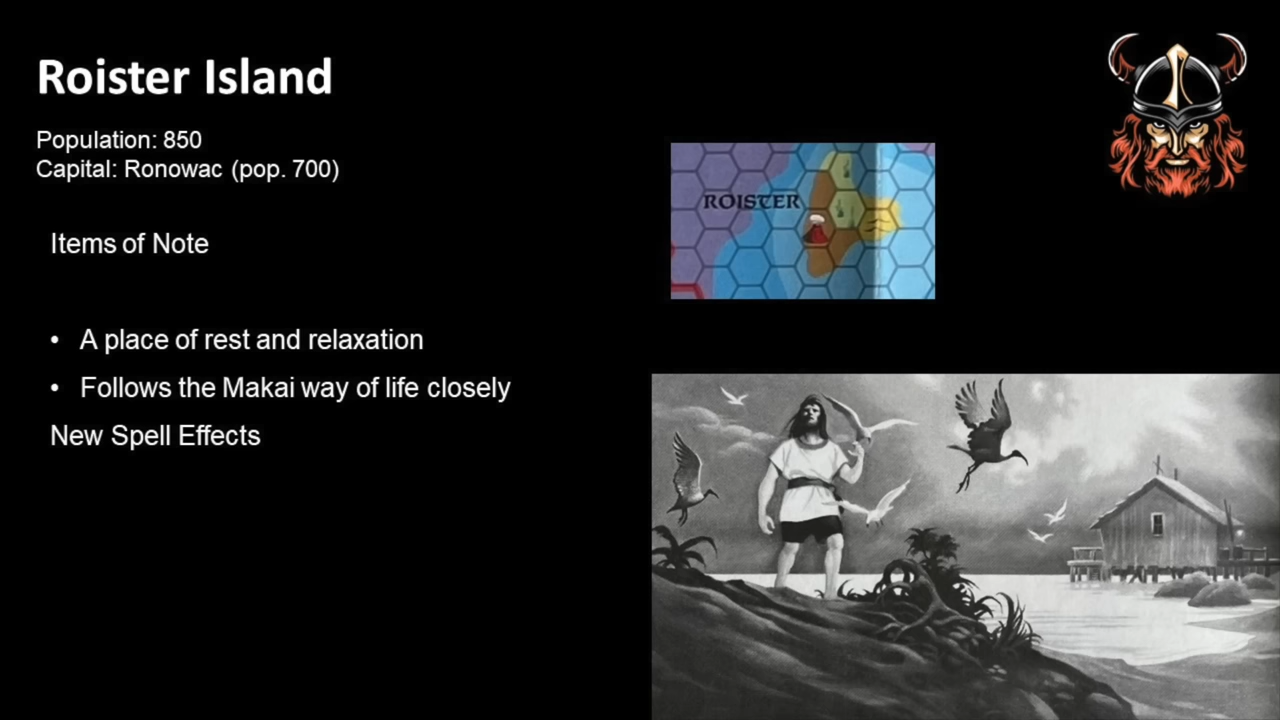 Roister Island
Population: 850
Capital: Ronowac (pop. 700)
ROISTER
Items of Note
• A place of rest and relaxation
• Follows the Makai way of life closely
New Spell Effects